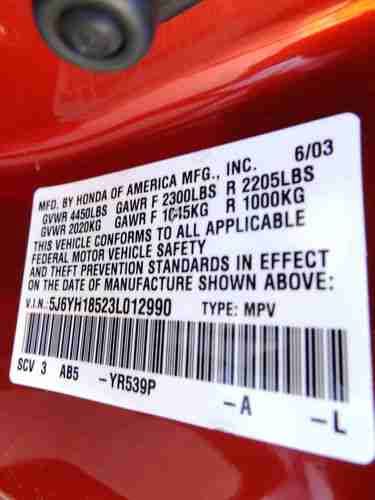 MFD. BY HONDA OF AMERICA MFG., INC. 6/03
GVWR 4450LBS GAWR F 2300LBS R 2205LBS
GVWR 2020KG GAWR F 1045KG R 1000KG
THIS VEHICLE CONFORMS TO ALL APPLICABLE
FEDERAL MOTOR VEHICLE SAFETY
AND THEFT PREVENTION STANDARDS IN EFFECT
ON THE DATE OF MANUFACTURE SHOWN ABOVE:
V.I.N.: 5J6YH18523L012990 TYPE: MPV
SCV 3 AB5 -YR539P -A -L